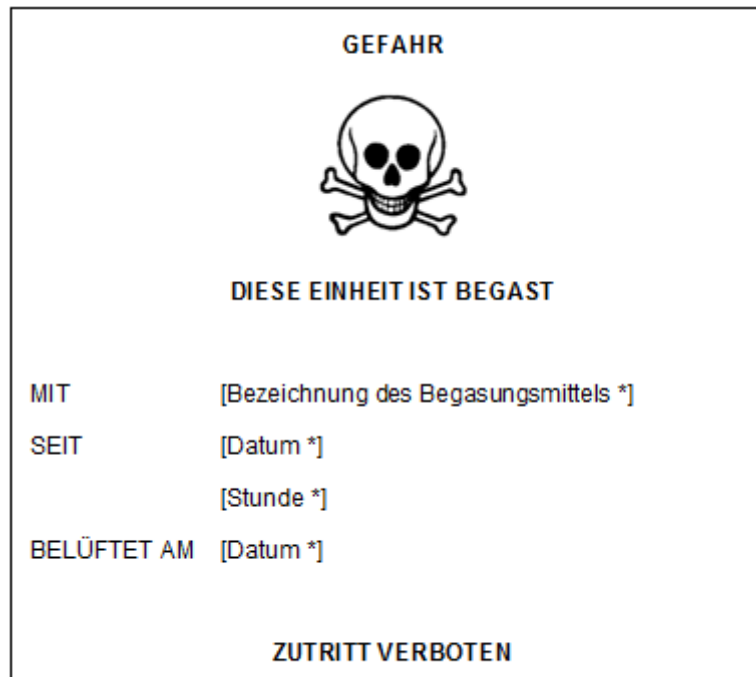 GEFAHR
DIESE EINHEIT IST BEGAST
MIT [Bezeichnung des Begasungsmittels *]
SEIT [Datum *]
[Stunde *]
BELÜFTET AM [Datum *]
ZUTRITT VERBOTEN